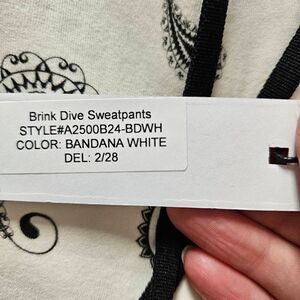 Brink Dive Sweatpants
STYLE#A2500B24-BDWH
COLOR: BANDANA WHITE
DEL: 2/28